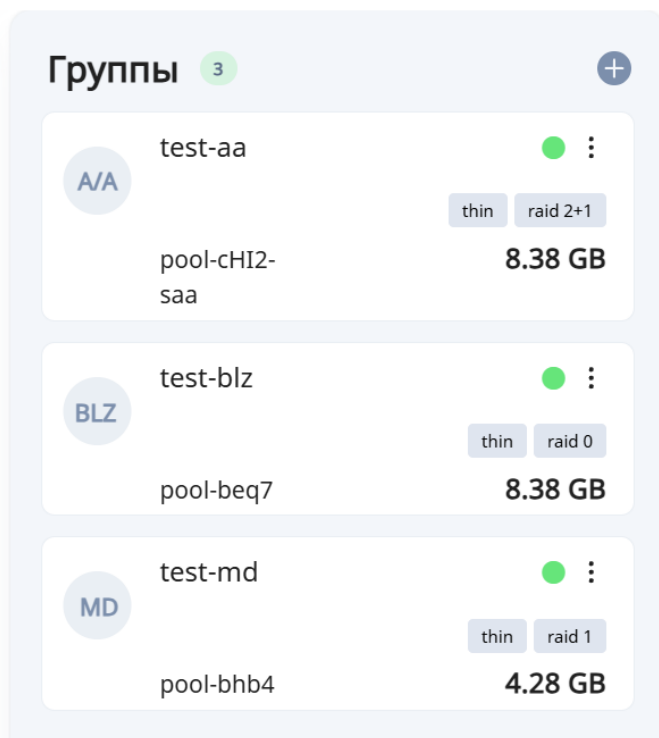 Группы 3
test-aa
A/A
thin raid 2+1
pool-cHI2- 8.38 GB
saa
test-blz
BLZ
thin raid 0
pool-beq7 8.38 GB
test-md
MD
thin raid 1
pool-bhb4 4.28 GB